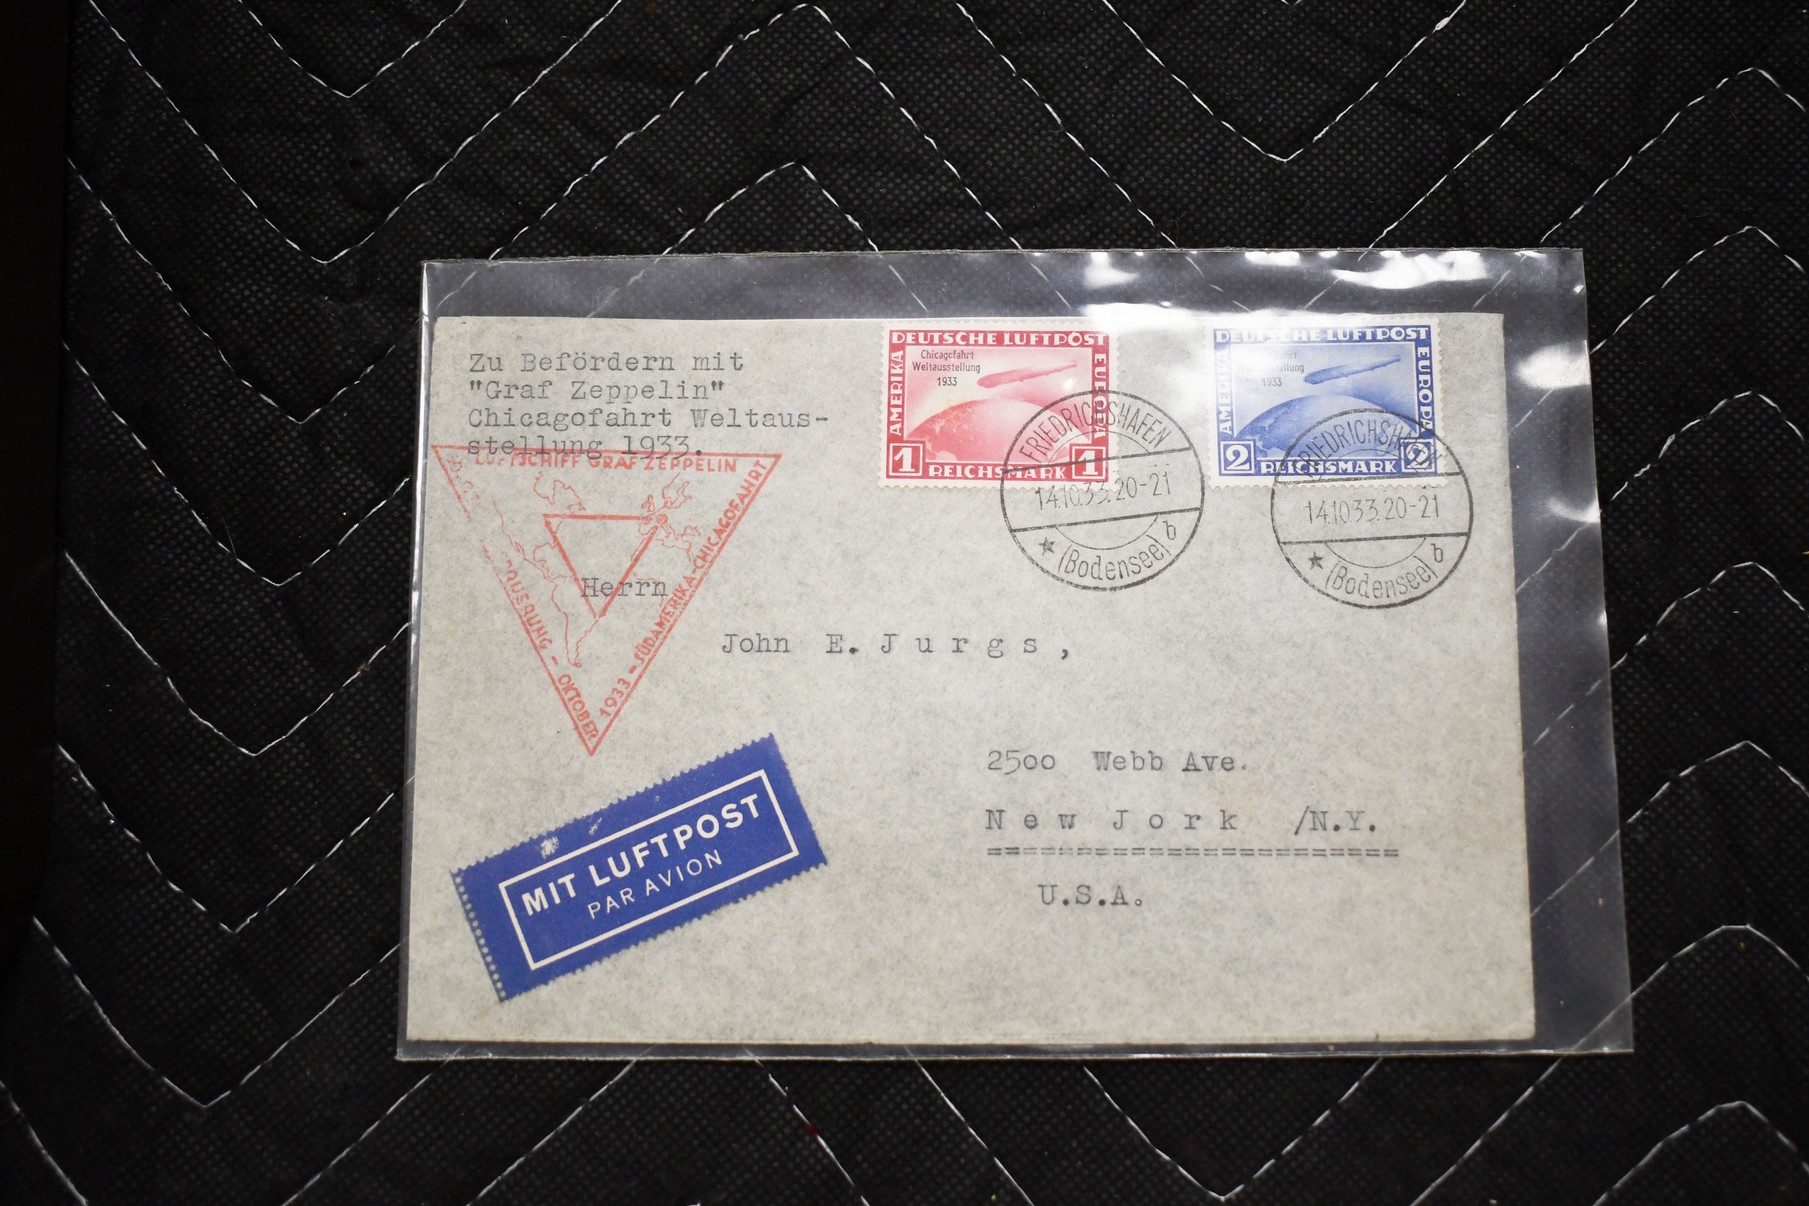 Zu Befördern mit
"Graf Zeppelin"
Chicagofahrt Weltaus-
stellung 1933.
DEUTSCHE LUFTPOST
AMERIKA
EUROPA
Chicagofahrt
Weltausstellung
1933
1 REICHSMARK 1
DEUTSCHE LUFTPOST
AMERIKA
EUROPA
1933
2 REICHSMARK 2
FRIEDRICHSHAFEN
14.10.33.20-21
(Bodensee) b
FRIEDRICHSHAFEN
14.10.33.20-21
(Bodensee) b
LUFTSCHIFF GRAF ZEPPELIN
OKTOBER
1933 - SÜDAMERIKA-CHICAGOFAHRT
Herrn
John E. Jurgs,
2500 Webb Ave.
New Jork /N.Y.
U.S.A.
MIT LUFTPOST
PAR AVION